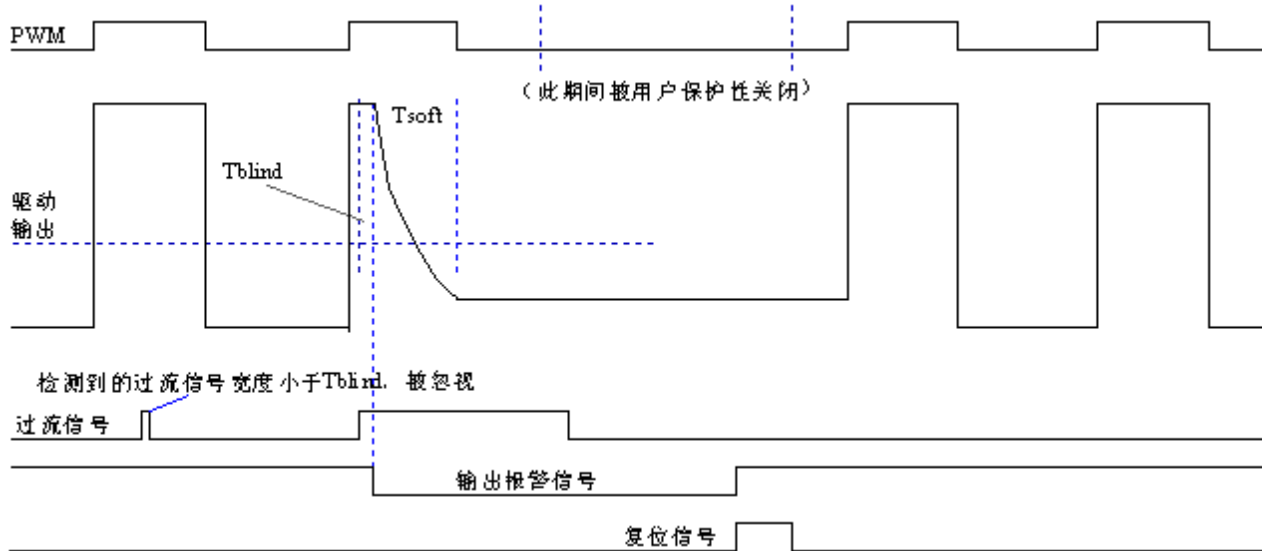 PWM
（此期间被用户保护性关闭）
Tsoft
Tblind
驱动
输出
检测到的过流信号宽度小于Tblind, 被忽视
过流信号
输出报警信号
复位信号